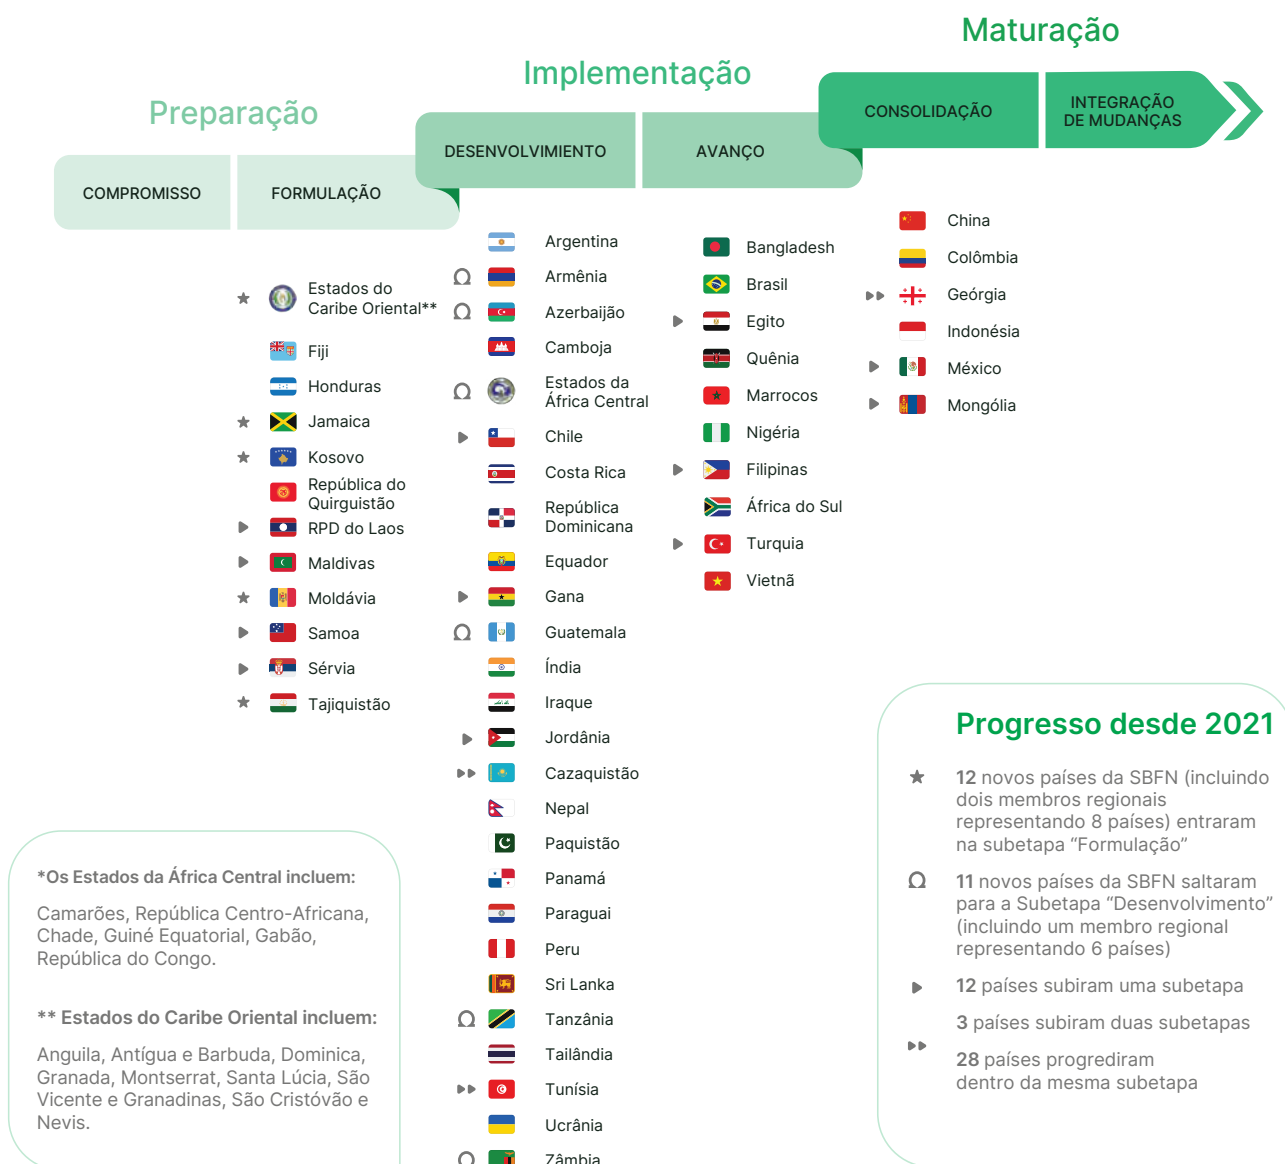 Maturação
Implementação
Preparação
CONSOLIDAÇÃO
INTEGRAÇÃO
DE MUDANÇAS
DESENVOLVIMIENTO
AVANÇO
COMPROMISSO
FORMULAÇÃO
Estados do
Caribe Oriental**
Fiji
Honduras
Jamaica
Kosovo
República do
Quirguistão
RPD do Laos
Maldivas
Moldávia
Samoa
Sérvia
Tajiquistão
Argentina
Armênia
Azerbaijão
Camboja
Estados da
África Central
Chile
Costa Rica
República
Dominicana
Equador
Gana
Guatemala
Índia
Iraque
Jordânia
Cazaquistão
Nepal
Paquistão
Panamá
Paraguai
Peru
Sri Lanka
Tanzânia
Tailândia
Tunísia
Ucrânia
Zâmbia
Bangladesh
Brasil
Egito
Quênia
Marrocos
Nigéria
Filipinas
África do Sul
Turquia
Vietnã
China
Colômbia
Geórgia
Indonésia
México
Mongólia
*Os Estados da África Central incluem:
Camarões, República Centro-Africana,
Chade, Guiné Equatorial, Gabão,
República do Congo.
** Estados do Caribe Oriental incluem:
Anguila, Antígua e Barbuda, Dominica,
Granada, Montserrat, Santa Lúcia, São
Vicente e Granadinas, São Cristóvão e
Nevis.
Progresso desde 2021
12 novos países da SBFN (incluindo
dois membros regionais
representando 8 países) entraram
na subetapa “Formulação”
11 novos países da SBFN saltaram
para a Subetapa “Desenvolvimento”
(incluindo um membro regional
representando 6 países)
12 países subiram uma subetapa
3 países subiram duas subetapas
28 países progrediram
dentro da mesma subetapa